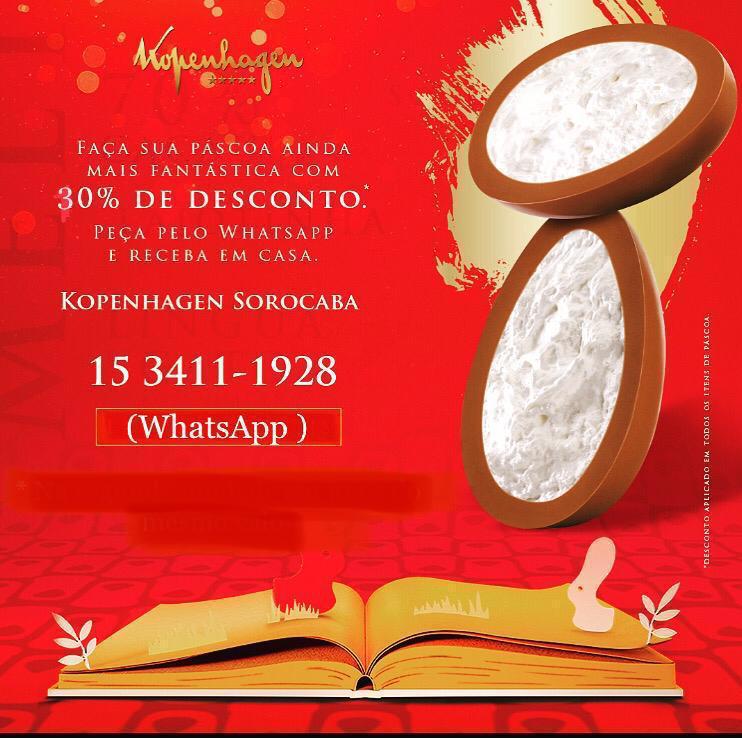 Kopenhagen
FAÇA SUA PÁSCOA AINDA
MAIS FANTÁSTICA COM
30% DE DESCONTO.*
PEÇA PELO WHATSAPP
E RECEBA EM CASA.
KOPENHAGEN SOROCABA
15 3411-1928
(WhatsApp )
*DESCONTO APLICADO EM TODOS OS ITENS DE PÁSCOA.